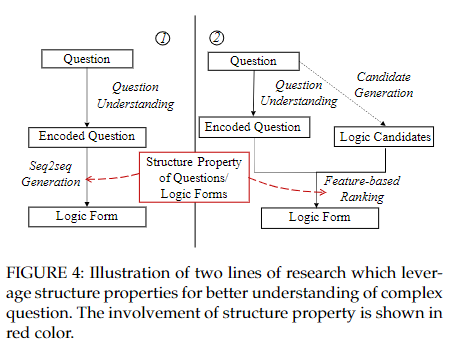 ①
Question
Question
Understanding
Encoded Question
Seq2seq
Generation
Logic Form
②
Question
Candidate
Generation
Question
Understanding
Encoded Question
Logic Candidates
Structure Property
of Questions/
Logic Forms
Feature-based
Ranking
Logic Form
FIGURE 4: Illustration of two lines of research which lever-
age structure properties for better understanding of complex
question. The involvement of structure property is shown in
red color.